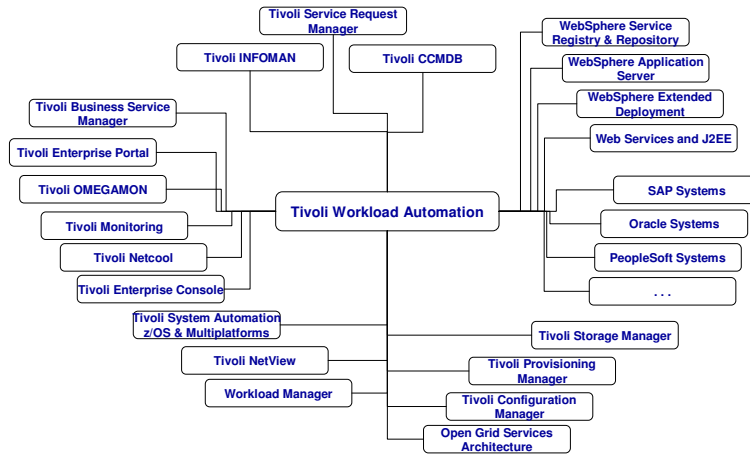 Tivoli Service Request
Manager
Tivoli INFOMAN
Tivoli CCMDB
WebSphere Service
Registry & Repository
WebSphere Application
Server
WebSphere Extended
Deployment
Web Services and J2EE
Tivoli Business Service
Manager
Tivoli Enterprise Portal
Tivoli OMEGAMON
Tivoli Monitoring
Tivoli Netcool
Tivoli Enterprise Console
Tivoli Workload Automation
SAP Systems
Oracle Systems
PeopleSoft Systems
. . .
Tivoli System Automation
z/OS & Multiplatforms
Tivoli NetView
Workload Manager
Tivoli Storage Manager
Tivoli Provisioning
Manager
Tivoli Configuration
Manager
Open Grid Services
Architecture